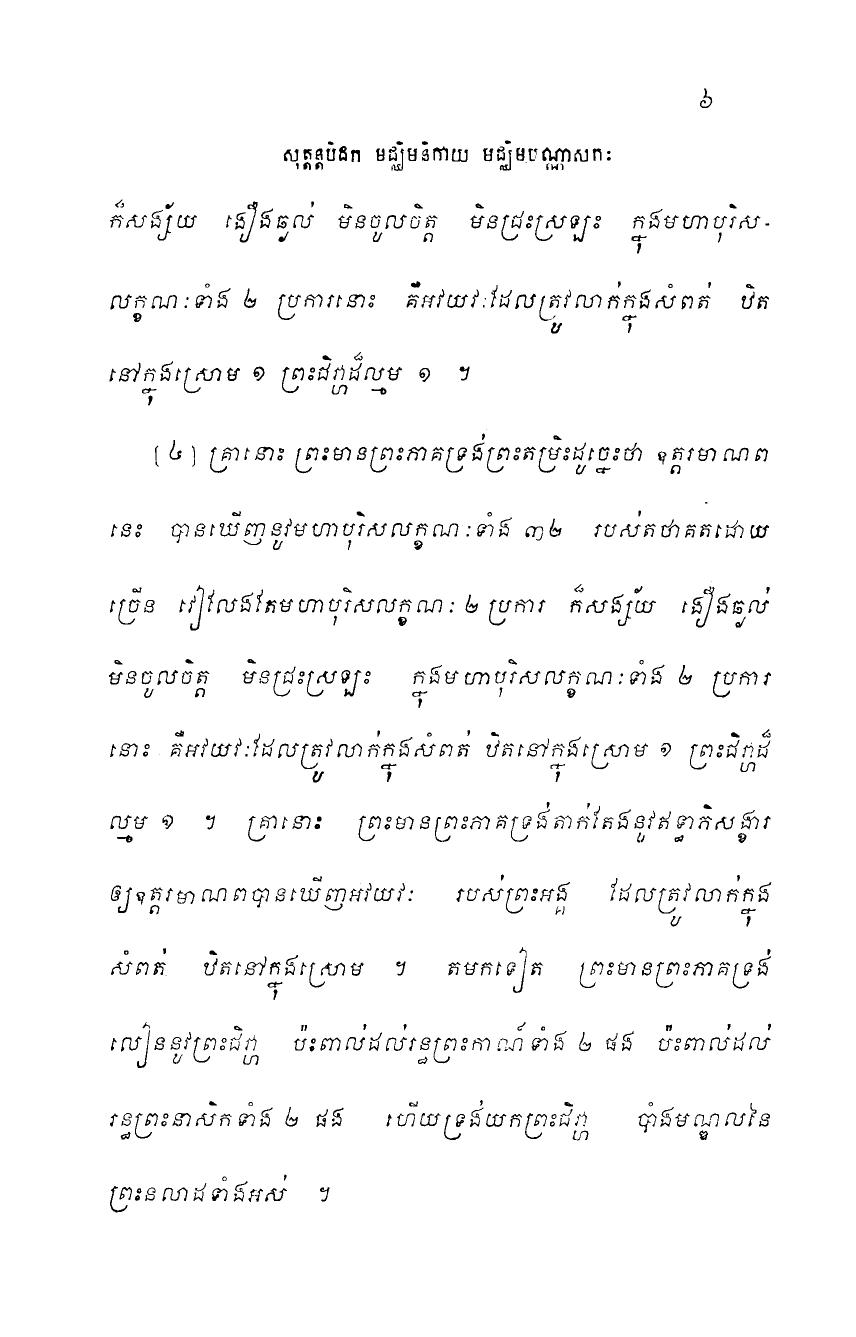 ៦
សុត្តន្តបិដក មជ្ឈិមនិកាយ មជ្ឈិមបណ្ណាសកៈ
ក៏សង្ស័យ ងឿងឆ្ងល់ មិនចូលចិត្ត មិនជ្រះស្រឡះ ក្នុងមហាបុរិស-
លក្ខណៈទាំង ២ ប្រការនោះ គឺអវយវៈដែលត្រូវលាក់ក្នុងសំពត់ ឋិត
នៅក្នុងស្រោម ១ ព្រះជិវ្ហាដ៏ល្មម ១ ។
(៤) គ្រានោះ ព្រះមានព្រះភាគទ្រង់ព្រះតម្រិះដូច្នេះថា ឧត្តរមាណព
នេះ បានឃើញនូវមហាបុរិសលក្ខណៈទាំង ៣២ របស់តថាគតដោយ
ច្រើន វៀលែងតែមហាបុរិសលក្ខណៈ ២ ប្រការ ក៏សង្ស័យ ងឿងឆ្ងល់
មិនចូលចិត្ត មិនជ្រះស្រឡះ ក្នុងមហាបុរិសលក្ខណៈទាំង ២ ប្រការ
នោះ គឺអវយវៈដែលត្រូវលាក់ក្នុងសំពត់ ឋិតនៅក្នុងស្រោម ១ ព្រះជិវ្ហាដ៏
ល្មម ១ ។ គ្រានោះ ព្រះមានព្រះភាគទ្រង់តាក់តែងនូវឥទ្ធាភិសង្ខារ
ឲ្យឧត្តរមាណពបានឃើញអវយវៈ របស់ព្រះអង្គ ដែលត្រូវលាក់ក្នុង
សំពត់ ឋិតនៅក្នុងស្រោម ។ តមកទៀត ព្រះមានព្រះភាគទ្រង់
លៀននូវព្រះជិវ្ហា ប៉ះពាល់ដល់រន្ធព្រះកាណ៌ទាំង ២ ផង ប៉ះពាល់ដល់
រន្ធព្រះនាសិកទាំង ២ ផង ហើយទ្រង់យកព្រះជិវ្ហា បាំងមណ្ឌលនៃ
ព្រះនលាដទាំងអស់ ។